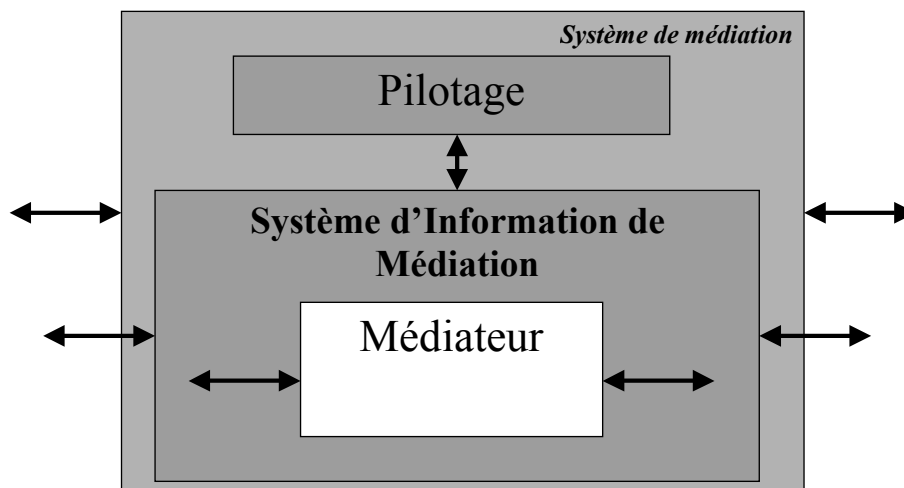 Système de médiation
Pilotage
Système d’Information de
Médiation
Médiateur